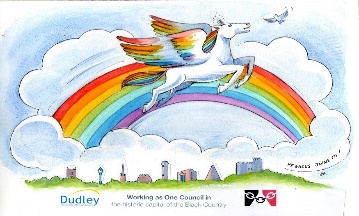 Dudley
Working as One Council in
the historic capital of the Black Country